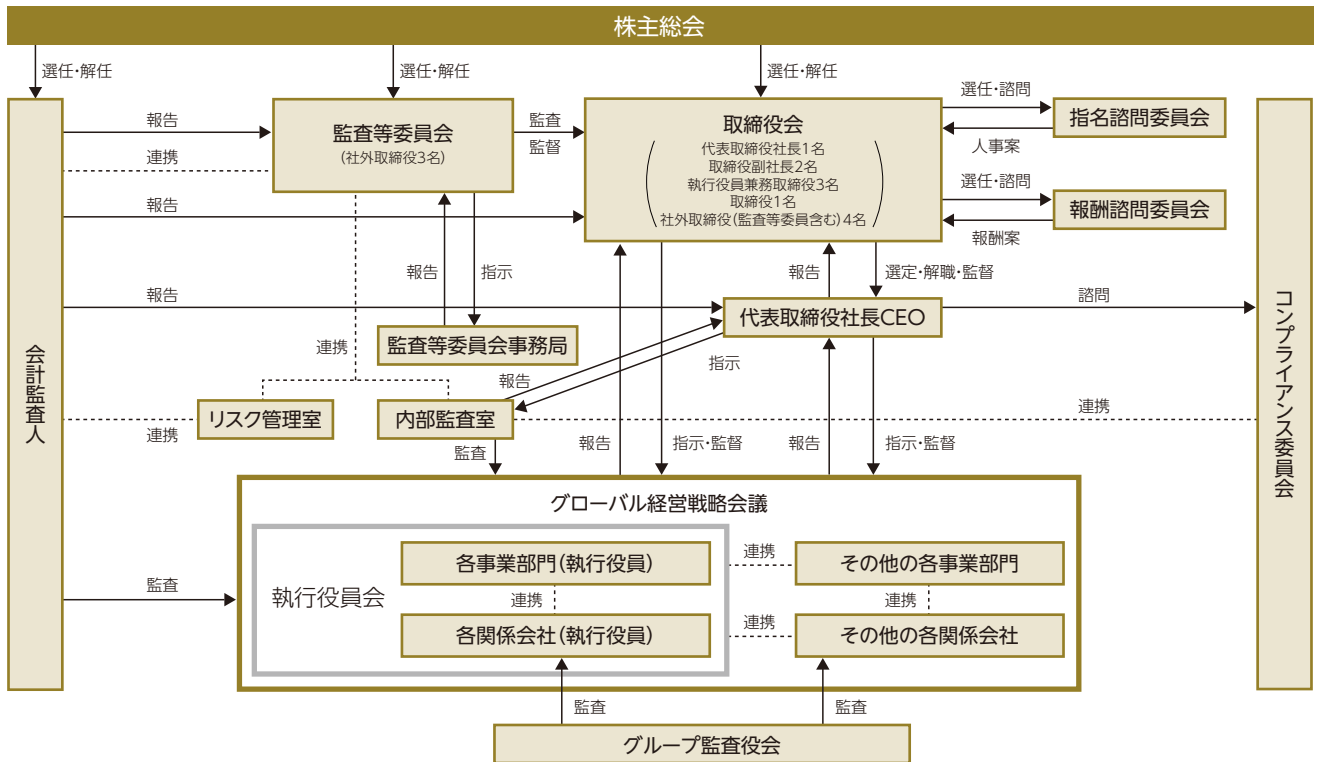 株主総会
選任・解任
選任・解任
選任・解任
会計監査人
報告
連携
報告
報告
監査等委員会
(社外取締役3名)
監査
監督
取締役会
代表取締役社長1名
取締役副社長2名
執行役員兼務取締役3名
取締役1名
社外取締役(監査等委員含む)4名
選任・諮問
人事案
指名諮問委員会
選任・諮問
報酬案
報酬諮問委員会
報告
指示
報告
選定・解職・監督
監査等委員会事務局
代表取締役社長CEO
諮問
コンプライアンス委員会
連携
報告
指示
リスク管理室
内部監査室
連携
連携
監査
報告
指示・監督
報告
指示・監督
グローバル経営戦略会議
執行役員会
各事業部門(執行役員)
連携
その他の各事業部門
連携
連携
各関係会社(執行役員)
連携
その他の各関係会社
監査
監査
監査
グループ監査役会